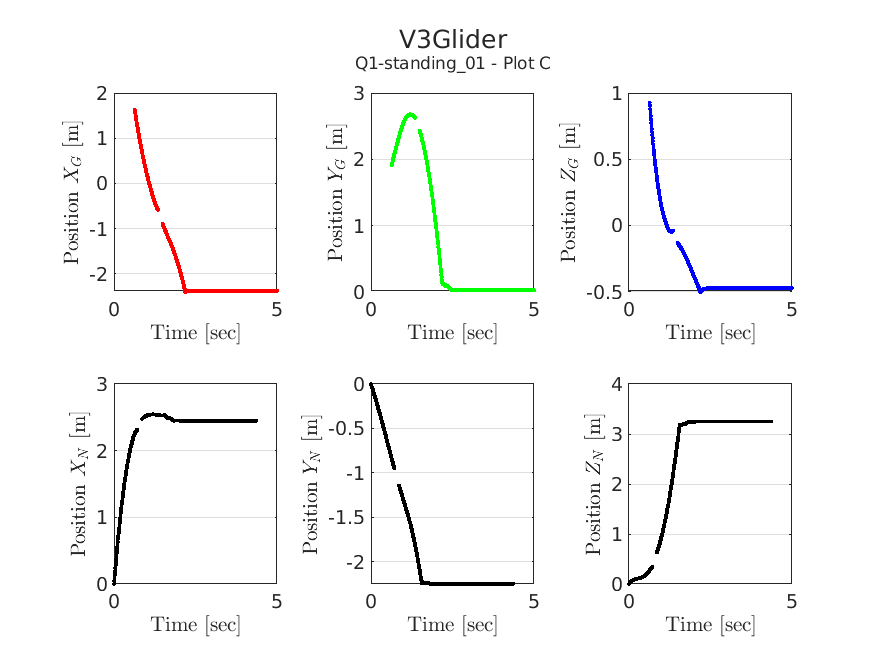 V3Glider
Q1-standing_01 - Plot C
2
1
0
-1
-2
0
5
Position X_G [m]
Time [sec]
3
2
1
0
0
5
Position Y_G [m]
Time [sec]
1
0.5
0
-0.5
0
5
Position Z_G [m]
Time [sec]
3
2
1
0
0
5
Position X_N [m]
Time [sec]
0
-0.5
-1
-1.5
-2
0
5
Position Y_N [m]
Time [sec]
4
3
2
1
0
0
5
Position Z_N [m]
Time [sec]